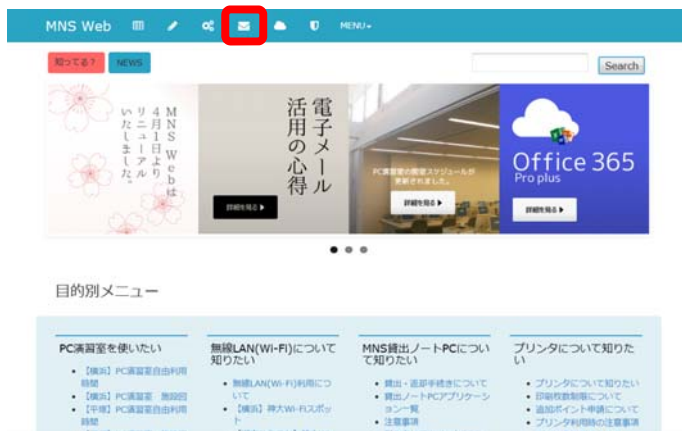 MNS Web
MENU
知ってる？
NEWS
Search
MNS Webは
4月1日より
リニューアル
いたしました。
電子メール
活用の心得
詳細を見る
PC演習室の開室スケジュールが
更新されました。
詳細を見る
Office 365
Pro plus
詳細を見る
目的別メニュー
PC演習室を使いたい
【横浜】PC演習室自由利用
時間
【横浜】PC演習室 施設図
【平塚】PC演習室自由利用
時間
無線LAN(Wi-Fi)について
知りたい
無線LAN(Wi-Fi)利用につ
いて
【横浜】神大Wi-Fiスポッ
ト
MNS貸出ノートPCについ
て知りたい
貸出・返却手続きについて
貸出ノートPCアプリケーシ
ョン一覧
注意事項
プリンタについて知りた
い
プリンタについて知りたい
印刷枚数制限について
追加ポイント申請について
プリンタ利用時の注意事項